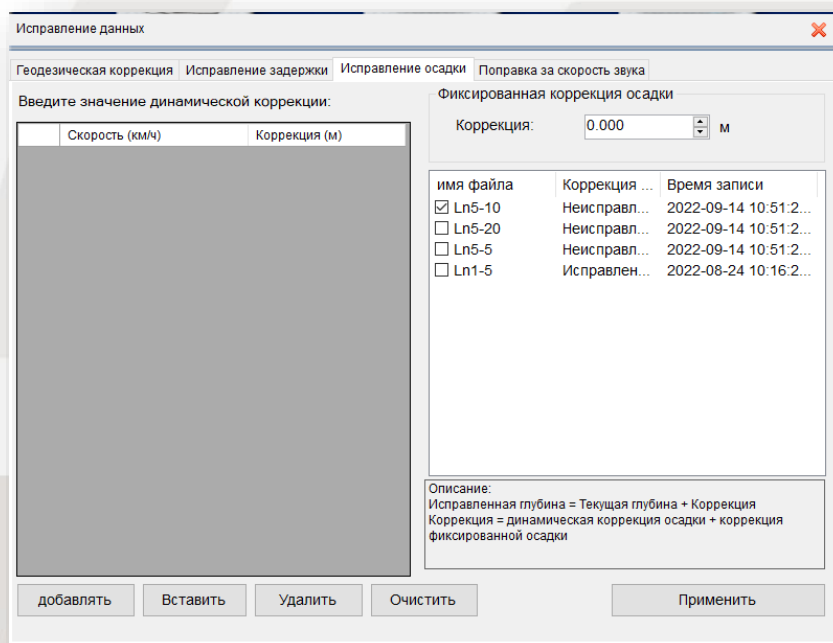 Исправление данных
Геодезическая коррекция Исправление задержки Исправление осадки Поправка за скорость звука
Введите значение динамической коррекции:
Скорость (км/ч) Коррекция (м)
Фиксированная коррекция осадки
Коррекция: 0.000 м
имя файла Коррекция ... Время записи
Ln5-10 Неисправл... 2022-09-14 10:51:2...
Ln5-20 Неисправл... 2022-09-14 10:51:2...
Ln5-5 Неисправл... 2022-09-14 10:51:2...
Ln1-5 Исправлен... 2022-08-24 10:16:2...
Описание:
Исправленная глубина = Текущая глубина + Коррекция
Коррекция = динамическая коррекция осадки + коррекция
фиксированной осадки
добавлять Вставить Удалить Очистить Применить